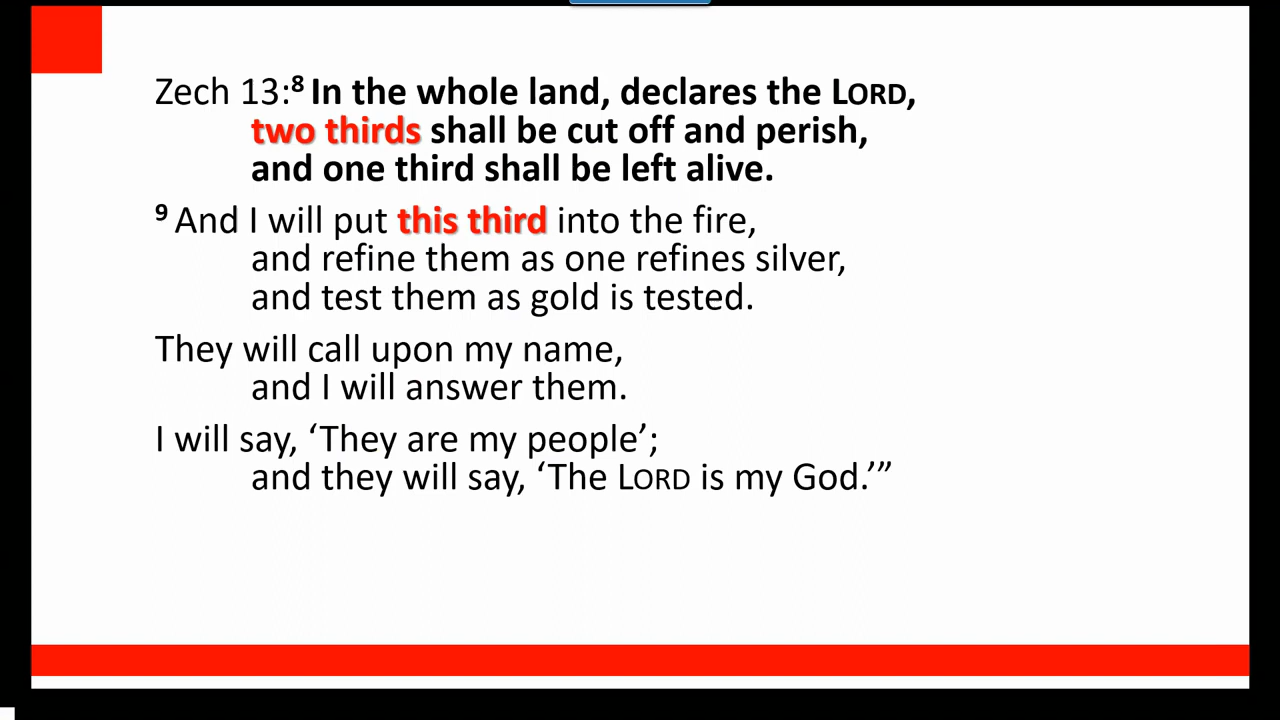 Zech 13:⁸ In the whole land, declares the LORD,
two thirds shall be cut off and perish,
and one third shall be left alive.
⁹ And I will put this third into the fire,
and refine them as one refines silver,
and test them as gold is tested.
They will call upon my name,
and I will answer them.
I will say, ‘They are my people’;
and they will say, ‘The LORD is my God.’”